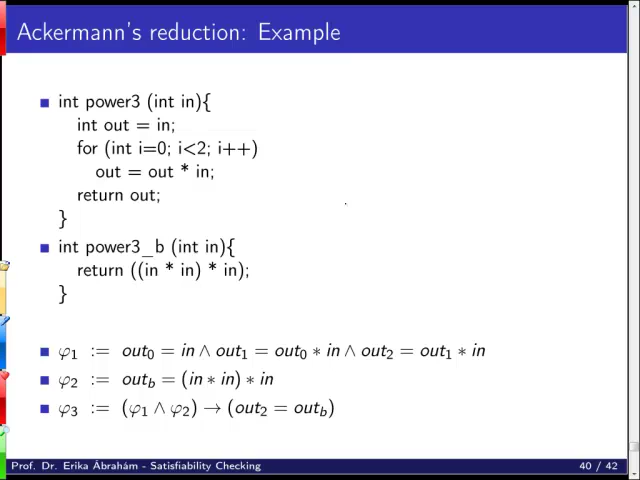 Ackermann's reduction: Example
int power3 (int in){
int out = in;
for (int i=0; i<2; i++)
out = out * in;
return out;
}
int power3_b (int in){
return ((in * in) * in);
}
φ₁ := out₀ = in ∧ out₁ = out₀ ∗ in ∧ out₂ = out₁ ∗ in
φ₂ := out_b = (in ∗ in) ∗ in
φ₃ := (φ₁ ∧ φ₂) → (out₂ = out_b)
Prof. Dr. Erika Ábrahám - Satisfiability Checking 40 / 42